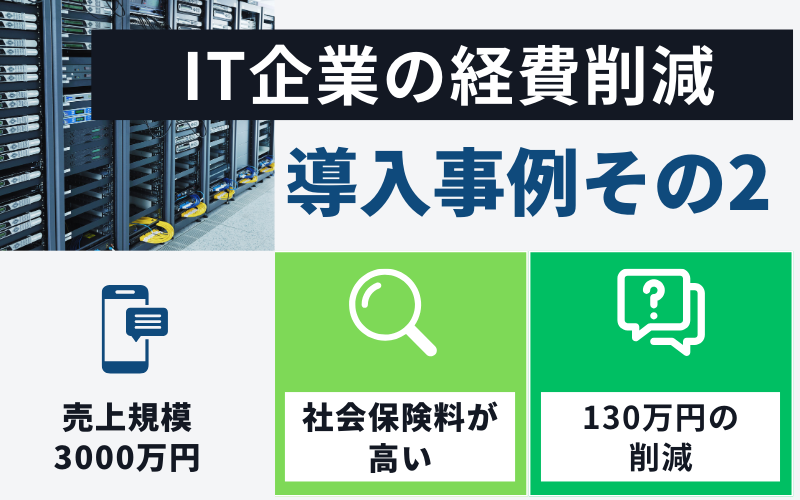 IT企業の経費削減
導入事例その2
売上規模
3000万円
社会保険料が
高い
130万円の
削減